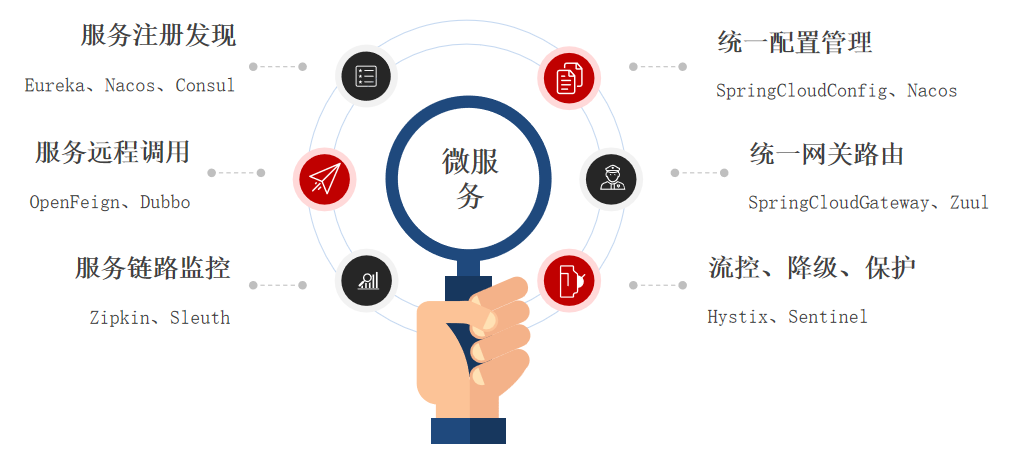 服务注册发现
Eureka、Nacos、Consul
服务远程调用
OpenFeign、Dubbo
服务链路监控
Zipkin、Sleuth
微服
务
统一配置管理
SpringCloudConfig、Nacos
统一网关路由
SpringCloudGateway、Zuul
流控、降级、保护
Hystix、Sentinel